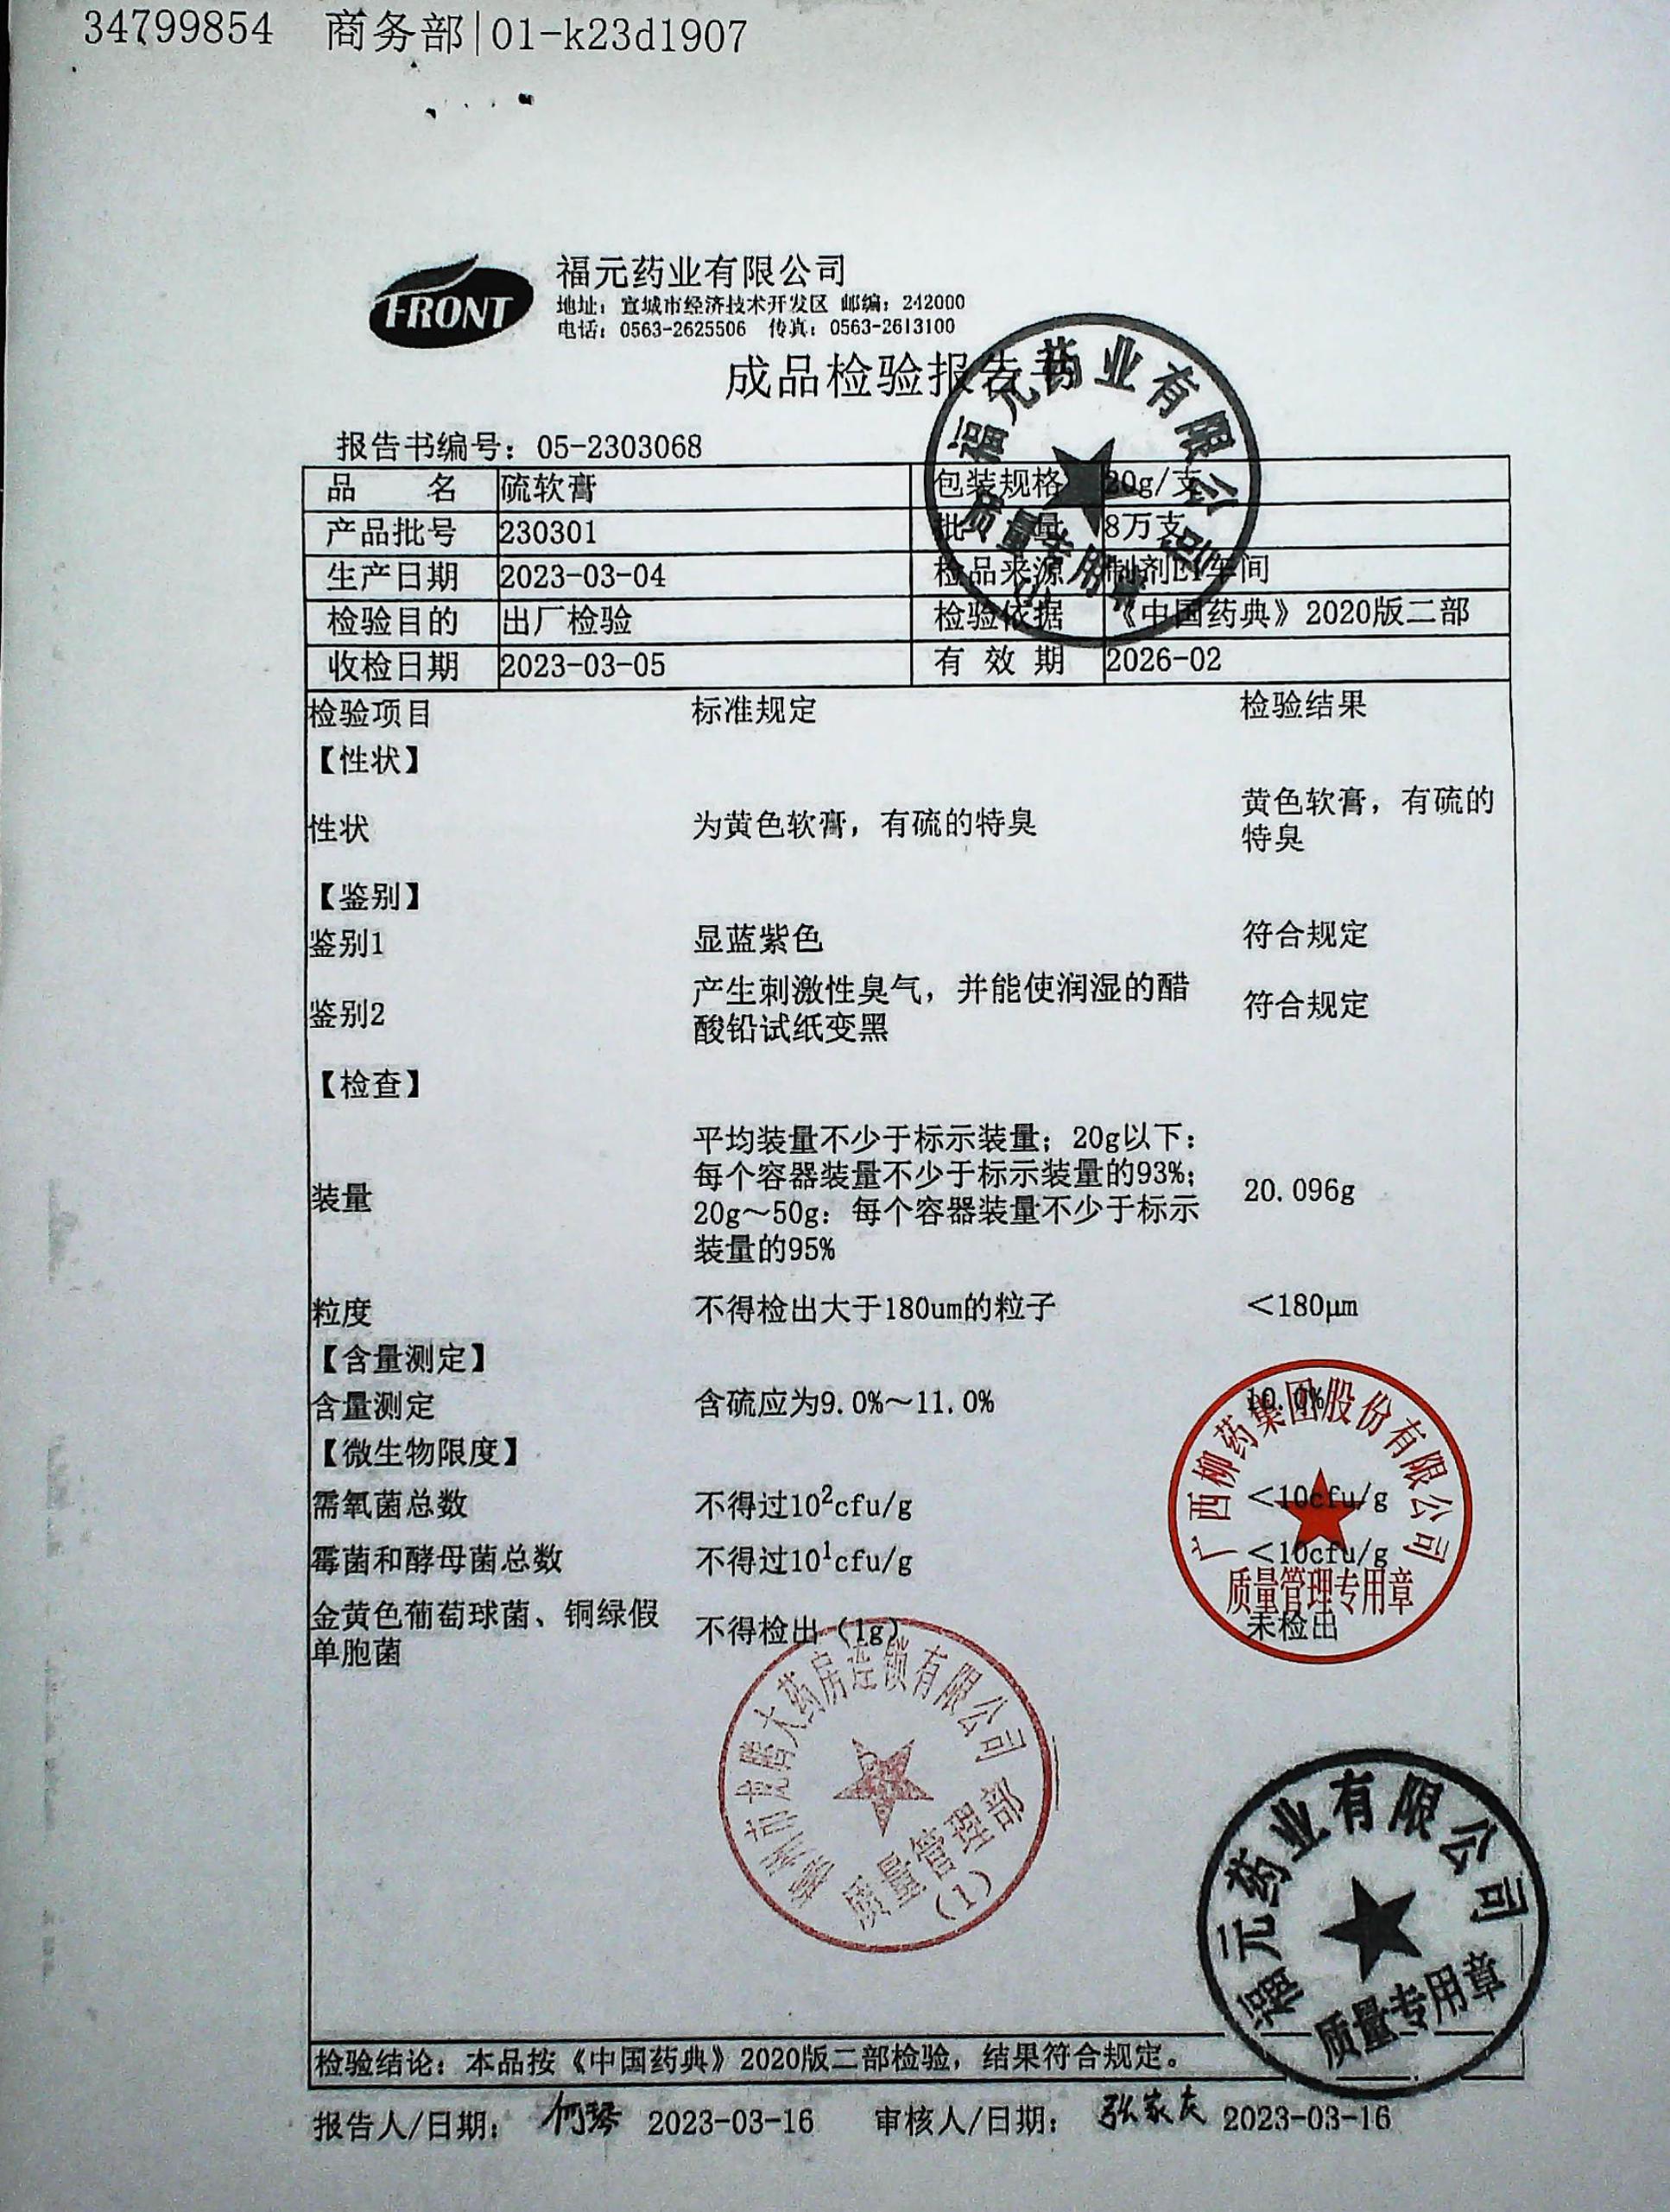 34799854 商务部|01-k23d1907
FRONT
福元药业有限公司
地址：宣城市经济技术开发区 邮编：242000
电话：0563-2625506 传真：0563-2613100
成品检验报告书
报告书编号：05-2303068
品 名 硫软膏 包装规格 20g/支
产品批号 230301 批 量 8万支
生产日期 2023-03-04 检品来源 制剂E1车间
检验目的 出厂检验 检验依据 《中国药典》2020版二部
收检日期 2023-03-05 有 效 期 2026-02
检验项目 标准规定 检验结果
【性状】
性状 为黄色软膏，有硫的特臭 黄色软膏，有硫的
特臭
【鉴别】
鉴别1 显蓝紫色 符合规定
鉴别2 产生刺激性臭气，并能使润湿的醋
酸铅试纸变黑 符合规定
【检查】
装量 平均装量不少于标示装量；20g以下：
每个容器装量不少于标示装量的93%；
20g～50g：每个容器装量不少于标示
装量的95% 20.096g
粒度 不得检出大于180um的粒子 ＜180μm
【含量测定】
含量测定 含硫应为9.0%～11.0% 10.0%
【微生物限度】
需氧菌总数 不得过10²cfu/g ＜10cfu/g
霉菌和酵母菌总数 不得过10¹cfu/g ＜10cfu/g
金黄色葡萄球菌、铜绿假
单胞菌 不得检出（1g） 未检出
检验结论：本品按《中国药典》2020版二部检验，结果符合规定。
报告人/日期： 何琴 2023-03-16 审核人/日期： 张家友 2023-03-16
福元药业有限公司
质量专用章
广西柳药集团股份有限公司
质量管理专用章
大药房连锁有限公司
质量管理部
(1)
福元药业有限公司
质量专用章